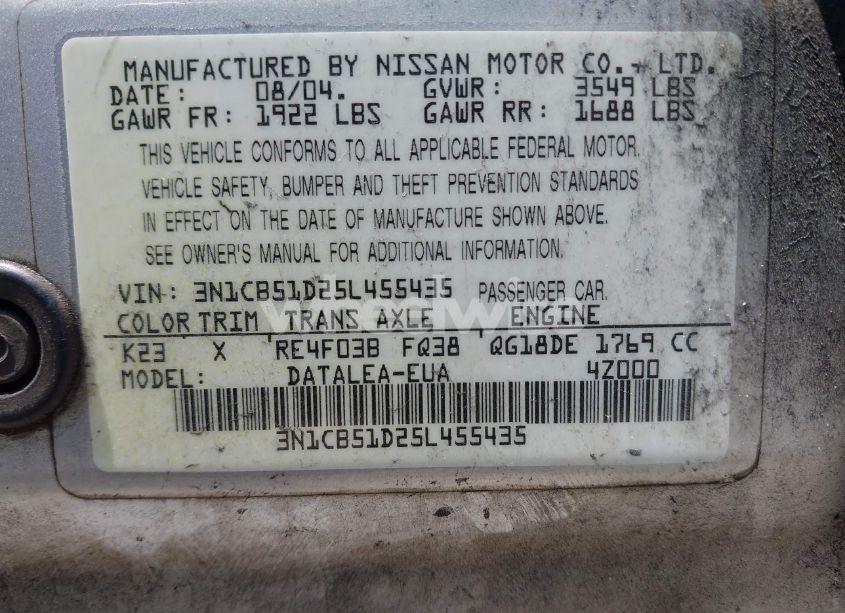 MANUFACTURED BY NISSAN MOTOR CO., LTD.
DATE: 08/04. GVWR: 3549 LBS
GAWR FR: 1922 LBS GAWR RR: 1688 LBS
THIS VEHICLE CONFORMS TO ALL APPLICABLE FEDERAL MOTOR
VEHICLE SAFETY, BUMPER AND THEFT PREVENTION STANDARDS
IN EFFECT ON THE DATE OF MANUFACTURE SHOWN ABOVE.
SEE OWNER'S MANUAL FOR ADDITIONAL INFORMATION.
VIN: 3N1CB51D25L455435 PASSENGER CAR.
COLOR TRIM TRANS AXLE ENGINE
K23 X RE4F03B FQ38 QG18DE 1769 CC
MODEL: DATALEA-EUA 4Z000
3N1CB51D25L455435